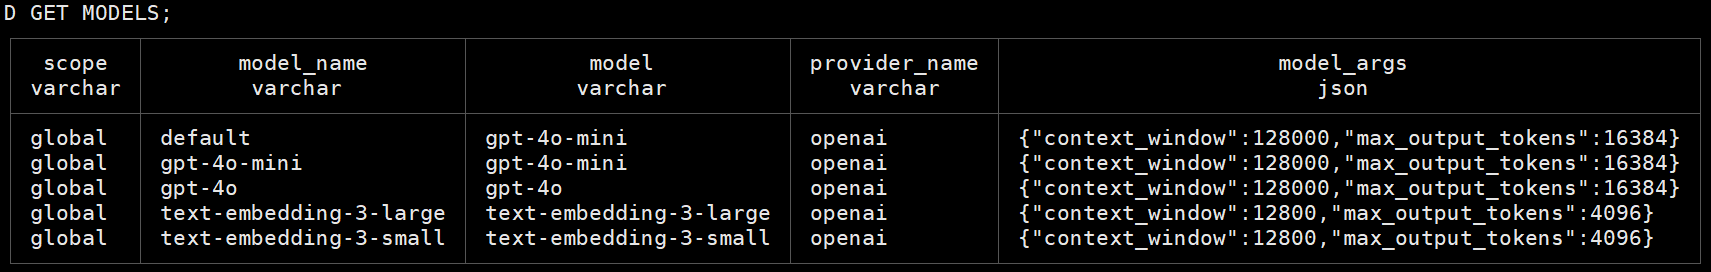 D GET MODELS;
scope model_name model provider_name model_args
varchar varchar varchar varchar json
global default gpt-4o-mini openai {"context_window":128000,"max_output_tokens":16384}
global gpt-4o-mini gpt-4o-mini openai {"context_window":128000,"max_output_tokens":16384}
global gpt-4o gpt-4o openai {"context_window":128000,"max_output_tokens":16384}
global text-embedding-3-large text-embedding-3-large openai {"context_window":12800,"max_output_tokens":4096}
global text-embedding-3-small text-embedding-3-small openai {"context_window":12800,"max_output_tokens":4096}